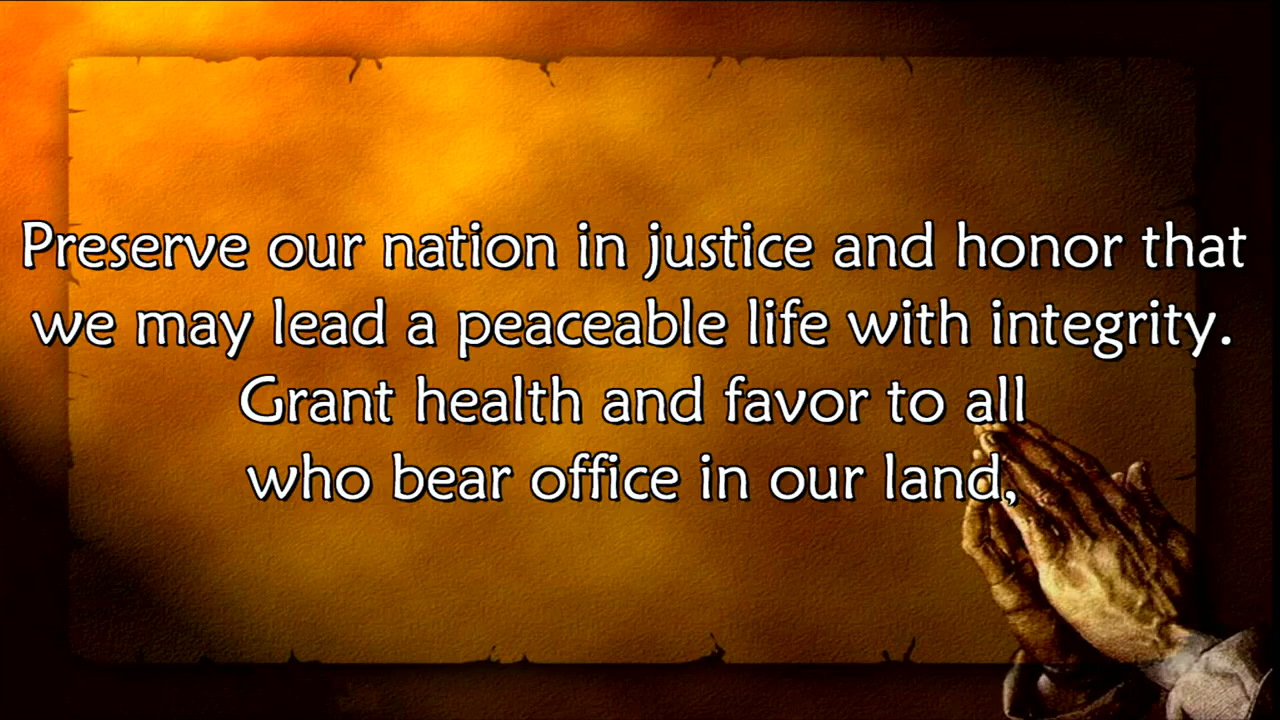 Preserve our nation in justice and honor that
we may lead a peaceable life with integrity.
Grant health and favor to all
who bear office in our land,